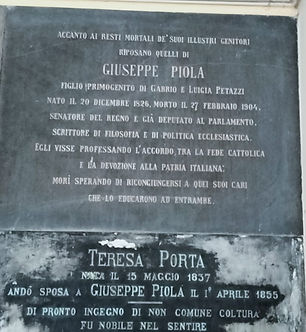 ACCANTO AI RESTI MORTALI DE' SUOI ILLUSTRI GENITORI
RIPOSANO QUELLI DI
GIUSEPPE PIOLA
FIGLIO PRIMOGENITO DI GABRIO E LUIGIA PETAZZI
NATO IL 20 DICEMBRE 1826, MORTO IL 27 FEBBRAIO 1904,
SENATORE DEL REGNO E GIÀ DEPUTATO AL PARLAMENTO,
SCRITTORE DI FILOSOFIA E DI POLITICA ECCLESIASTICA.
EGLI VISSE PROFESSANDO L'ACCORDO TRA LA FEDE CATTOLICA
E LA DEVOZIONE ALLA PATRIA ITALIANA:
MORÌ SPERANDO DI RICONGIUNGERSI A QUEI SUOI CARI
CHE LO EDUCARONO AD ENTRAMBE.
TERESA PORTA
NATA IL 15 MAGGIO 1837
ANDÒ SPOSA A GIUSEPPE PIOLA IL 1° APRILE 1855
DI PRONTO INGEGNO DI NON COMUNE COLTURA
FU NOBILE NEL SENTIRE